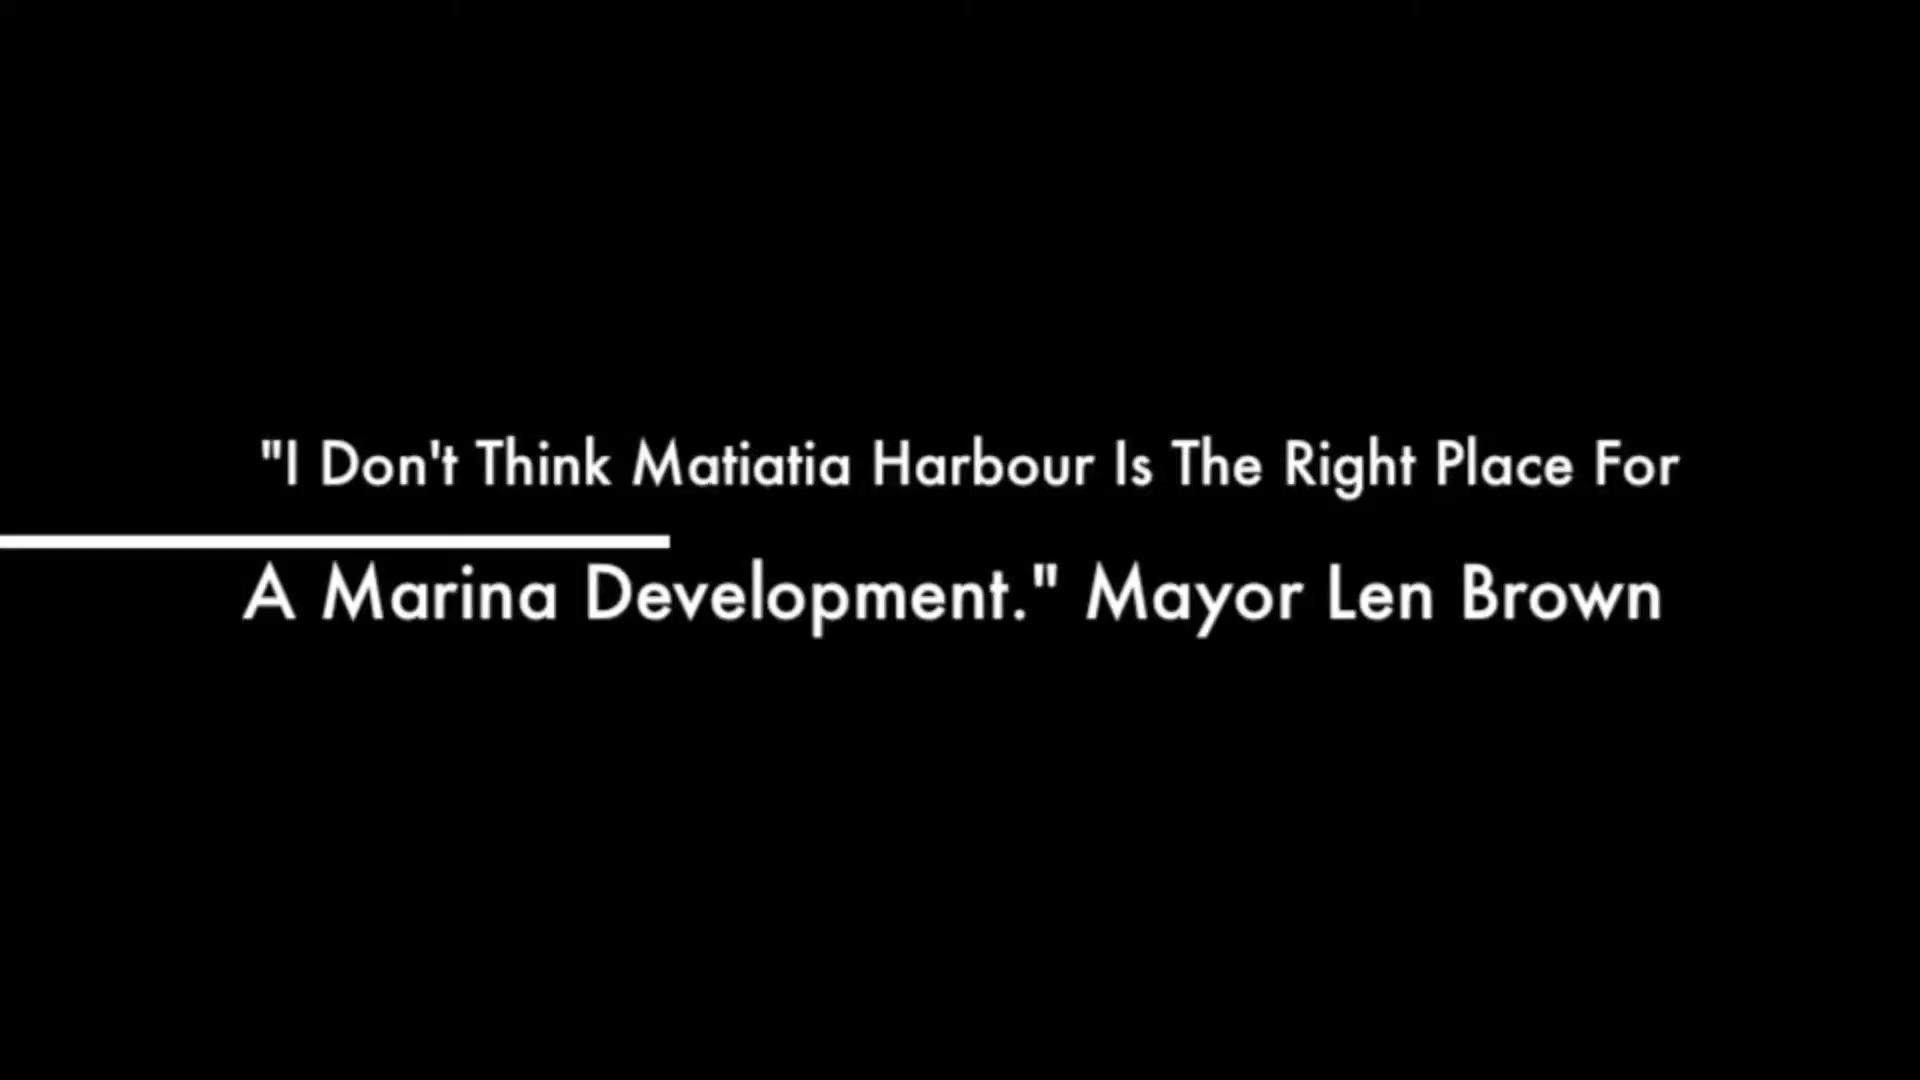 "I Don't Think Matiatia Harbour Is The Right Place For
A Marina Development." Mayor Len Brown